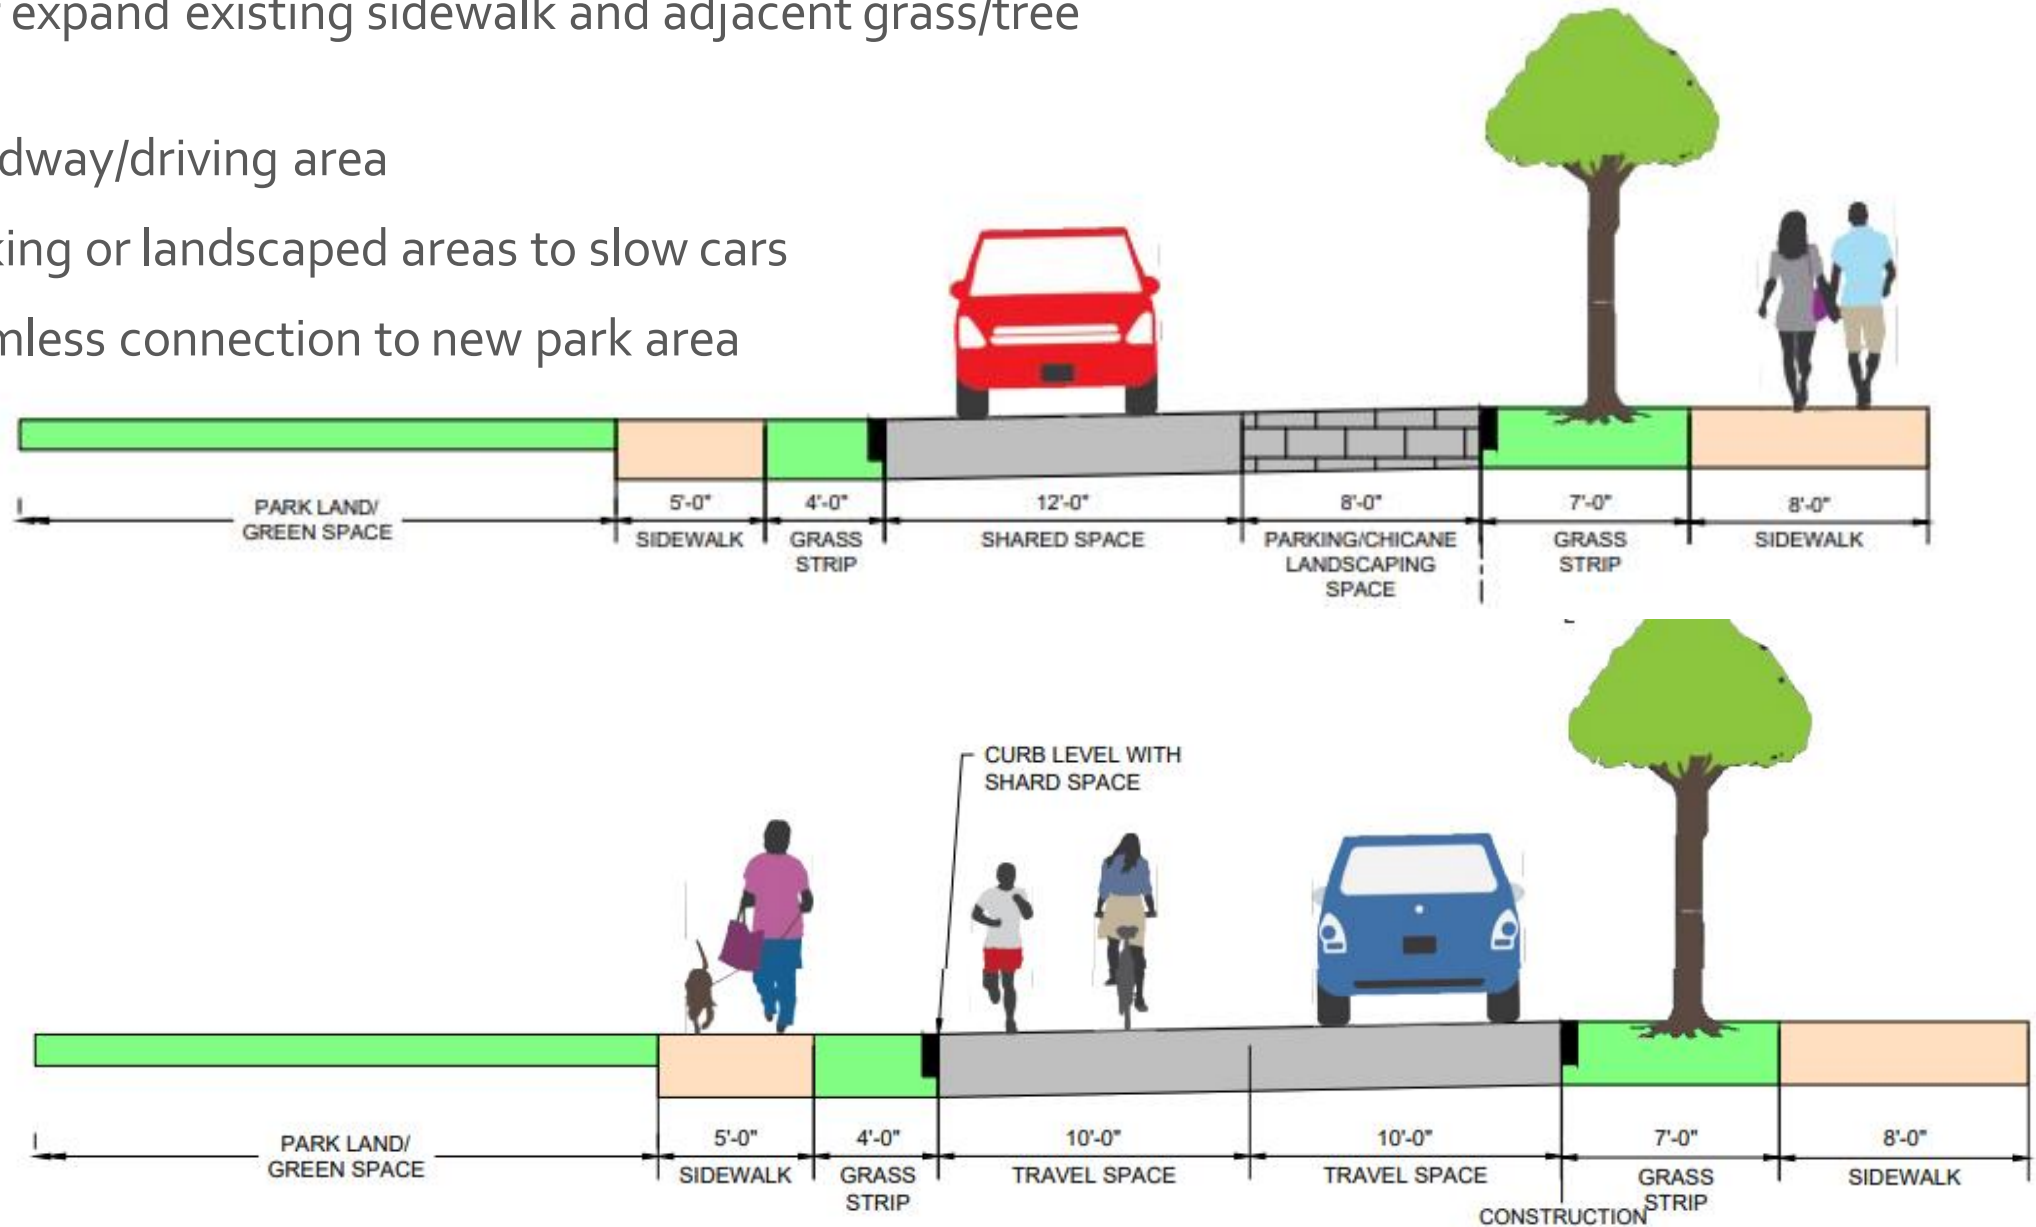 expand existing sidewalk and adjacent grass/tree
dway/driving area
king or landscaped areas to slow cars
mless connection to new park area
PARK LAND/
GREEN SPACE
5'-0"
SIDEWALK
4'-0"
GRASS
STRIP
12'-0"
SHARED SPACE
8'-0"
PARKING/CHICANE
LANDSCAPING
SPACE
7'-0"
GRASS
STRIP
8'-0"
SIDEWALK
CURB LEVEL WITH
SHARD SPACE
PARK LAND/
GREEN SPACE
5'-0"
SIDEWALK
4'-0"
GRASS
STRIP
10'-0"
TRAVEL SPACE
10'-0"
TRAVEL SPACE
CONSTRUCTION
7'-0"
GRASS
STRIP
8'-0"
SIDEWALK